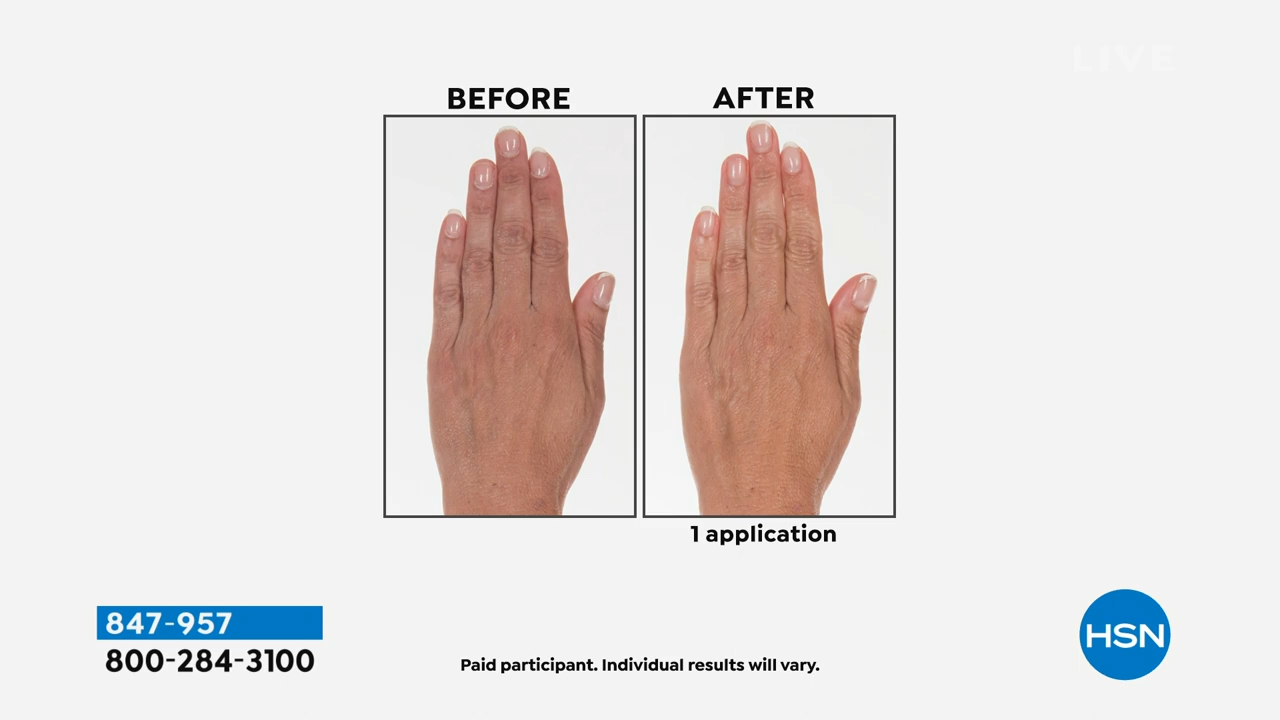 LIVE
BEFORE
AFTER
1 application
847-957
800-284-3100
Paid participant. Individual results will vary.
HSN